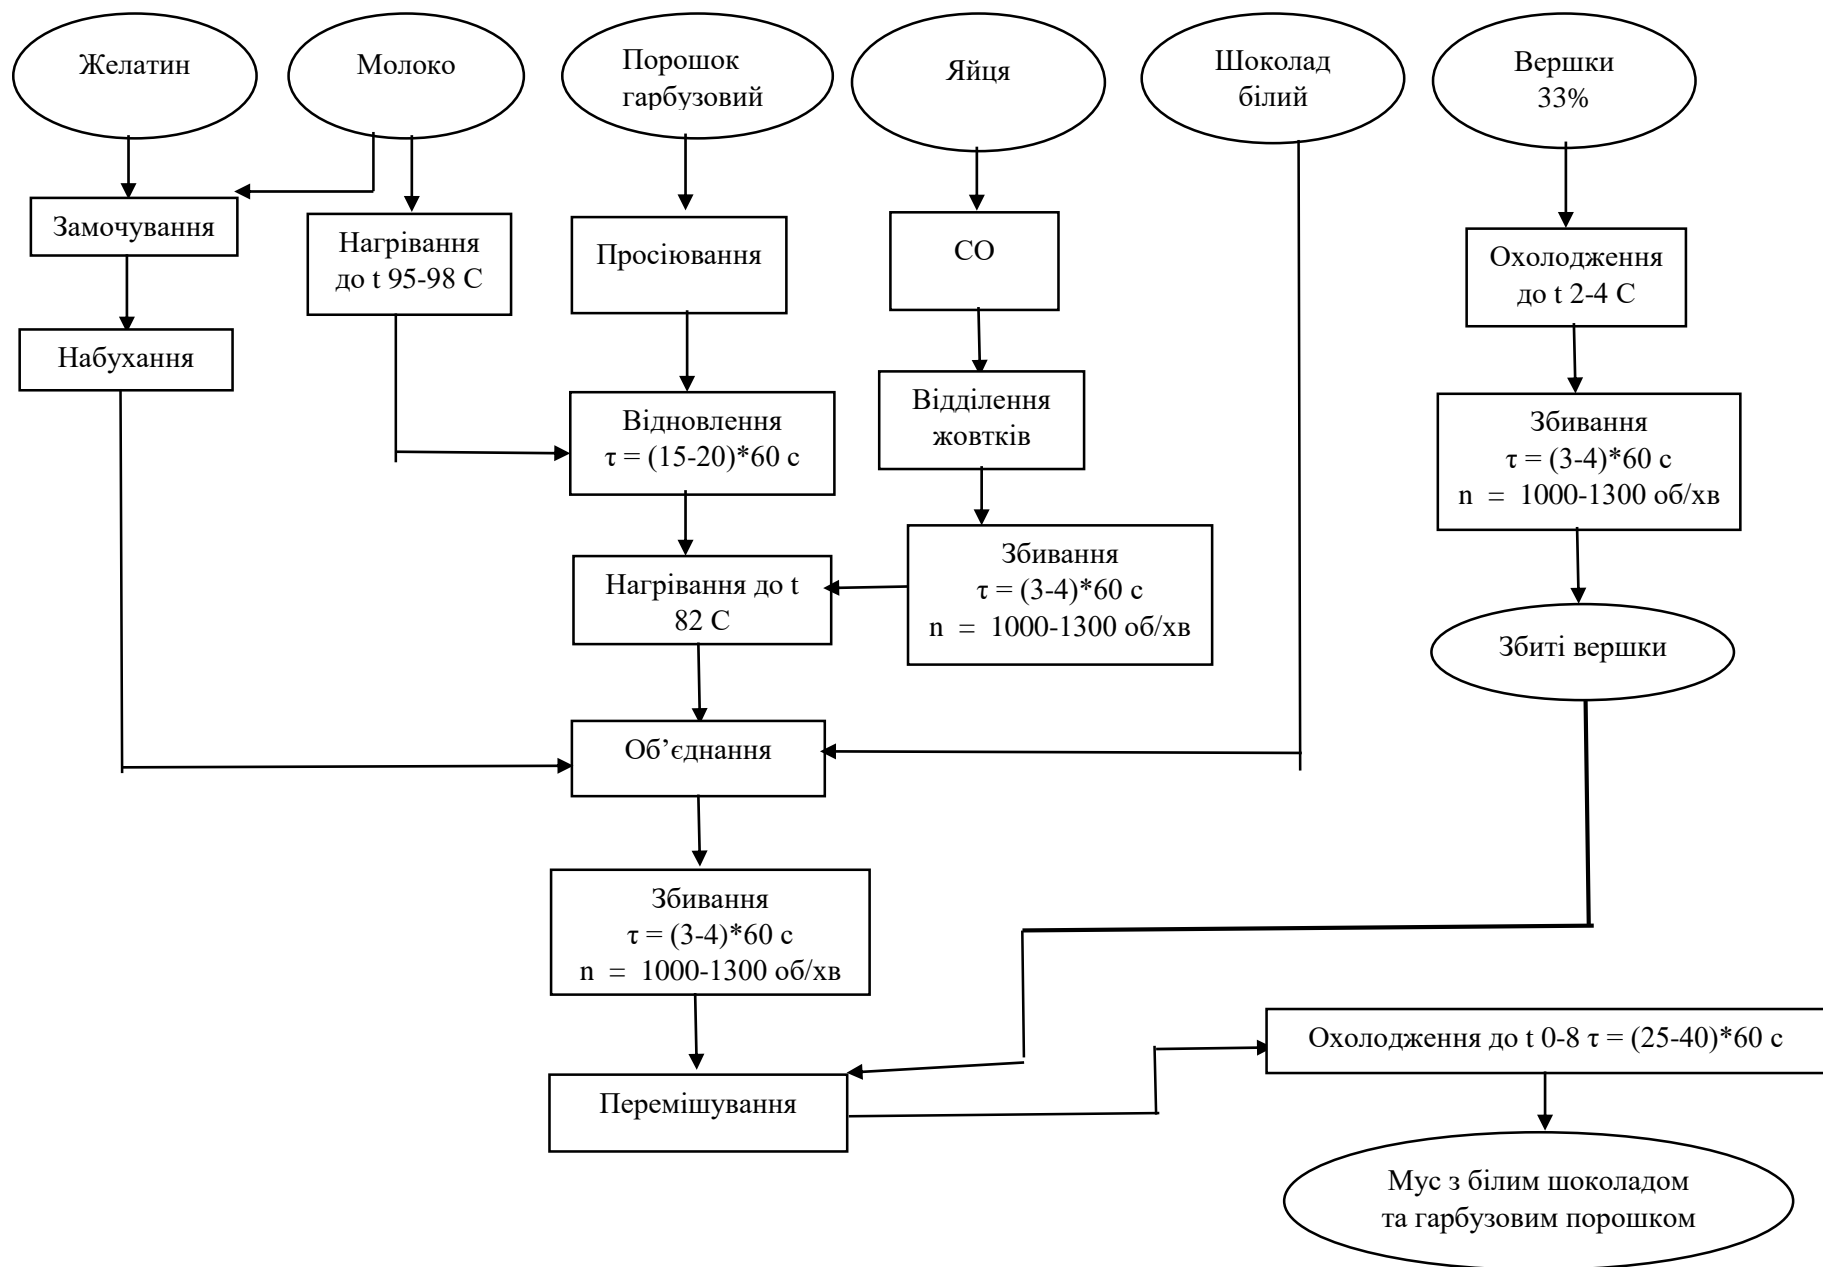 Желатин
Молоко
Порошок
гарбузовий
Яйця
Шоколад
білий
Вершки
33%
Замочування
Нагрівання
до t 95-98 С
Просіювання
СО
Охолодження
до t 2-4 С
Набухання
Відновлення
τ = (15-20)*60 с
Відділення
жовтків
Збивання
τ = (3-4)*60 с
n = 1000-1300 об/хв
Нагрівання до t
82 С
Збивання
τ = (3-4)*60 с
n = 1000-1300 об/хв
Збиті вершки
Об’єднання
Збивання
τ = (3-4)*60 с
n = 1000-1300 об/хв
Охолодження до t 0-8 τ = (25-40)*60 с
Перемішування
Мус з білим шоколадом
та гарбузовим порошком